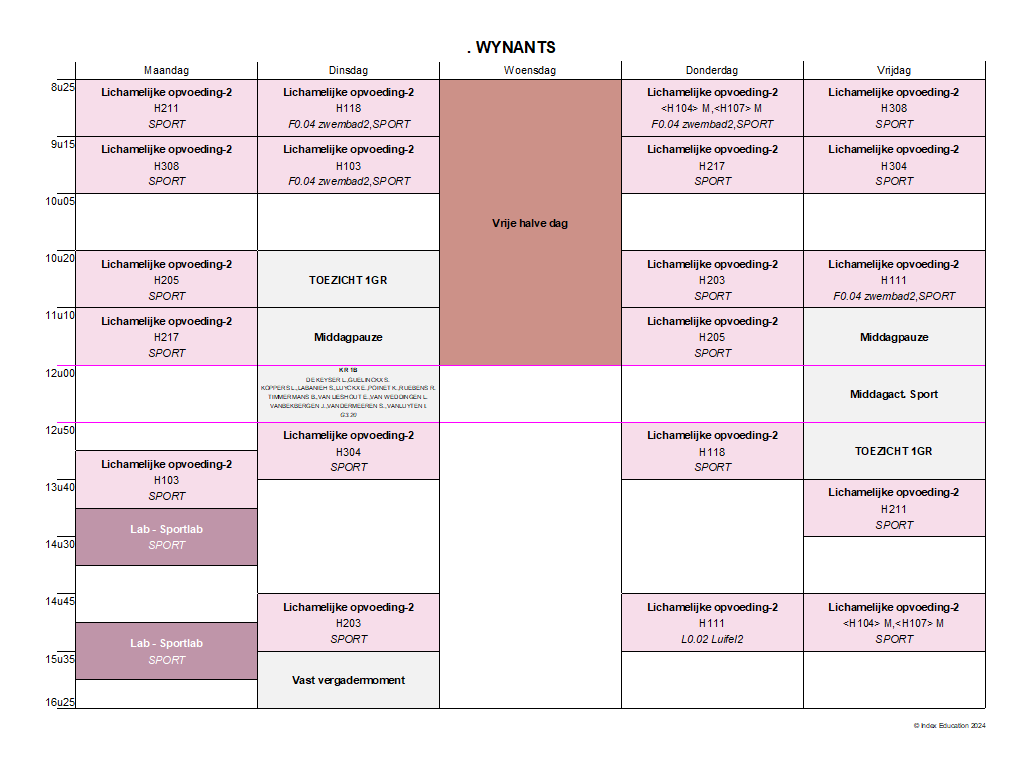 . WYNANTS
Maandag
Dinsdag
Woensdag
Donderdag
Vrijdag
8u25
9u15
10u05
10u20
11u10
12u00
12u50
13u40
14u30
14u45
15u35
16u25
Lichamelijke opvoeding-2
H211
SPORT
Lichamelijke opvoeding-2
H308
SPORT
Lichamelijke opvoeding-2
H205
SPORT
Lichamelijke opvoeding-2
H217
SPORT
Lichamelijke opvoeding-2
H103
SPORT
Lab - Sportlab
SPORT
Lab - Sportlab
SPORT
Lichamelijke opvoeding-2
H118
F0.04 zwembad2,SPORT
Lichamelijke opvoeding-2
H103
F0.04 zwembad2,SPORT
TOEZICHT 1GR
Middagpauze
KR 1B
DE KEYSER L.,GUELINCKX S.
KOPPERS L.,LABANIEH S.,LUYCKX E.,POINET K.,RUEBENS R.
TIMMERMANS B.,VAN LIESHOUT E.,VAN WEDDINGEN L.
VANBEKBERGEN J.,VANDERMEEREN S.,VANLUYTEN I.
G3.20
Lichamelijke opvoeding-2
H304
SPORT
Lichamelijke opvoeding-2
H203
SPORT
Vast vergadermoment
Vrije halve dag
Lichamelijke opvoeding-2
<H104> M,<H107> M
F0.04 zwembad2,SPORT
Lichamelijke opvoeding-2
H217
SPORT
Lichamelijke opvoeding-2
H203
SPORT
Lichamelijke opvoeding-2
H205
SPORT
Lichamelijke opvoeding-2
H118
SPORT
Lichamelijke opvoeding-2
H111
L0.02 Luifel2
Lichamelijke opvoeding-2
H308
SPORT
Lichamelijke opvoeding-2
H304
SPORT
Lichamelijke opvoeding-2
H111
F0.04 zwembad2,SPORT
Middagpauze
Middagact. Sport
TOEZICHT 1GR
Lichamelijke opvoeding-2
H211
SPORT
Lichamelijke opvoeding-2
<H104> M,<H107> M
SPORT
© Index Education 2024